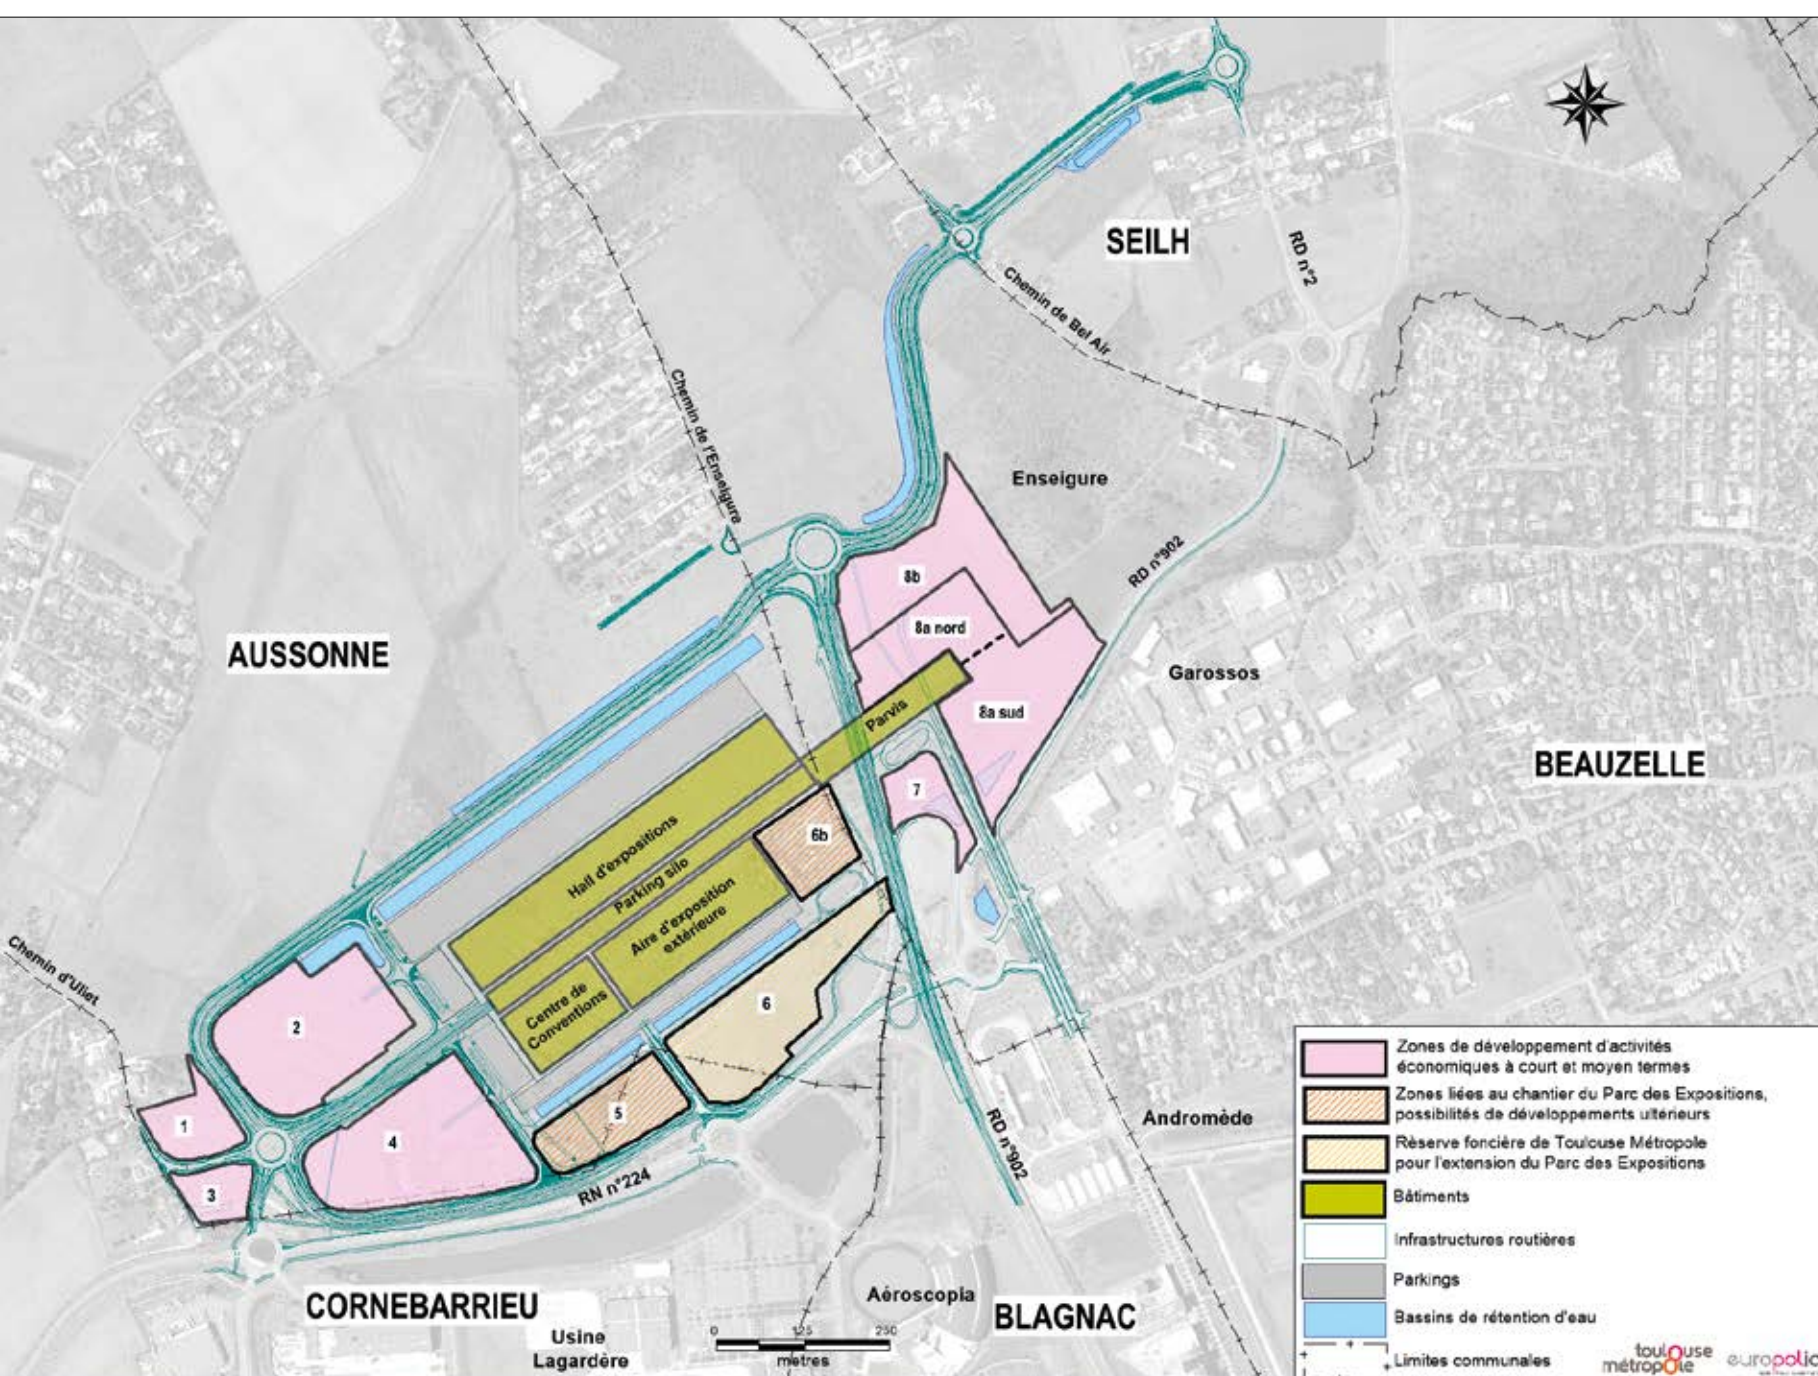 SEILH
RD n°2
Chemin de Bel Air
Chemin de l'Enseigure
Enseigure
RD n°902
8b
8a nord
AUSSONNE
Garossos
Parvis
8a sud
BEAUZELLE
7
Hall d'expositions
6b
Parking silo
Aire d'exposition
extérieure
Chemin d'Uliet
2
Centre de
Conventions
6
5
1
4
3
RN n°224
RD n°902
Andromède
Aéroscopia
CORNEBARRIEU
BLAGNAC
Usine
Lagardère
0 125 250
mètres
Zones de développement d'activités
économiques à court et moyen termes
Zones liées au chantier du Parc des Expositions,
possibilités de développements ultérieurs
Réserve foncière de Toulouse Métropole
pour l'extension du Parc des Expositions
Bâtiments
Infrastructures routières
Parkings
Bassins de rétention d'eau
Limites communales
toulouse
métropole
europolia